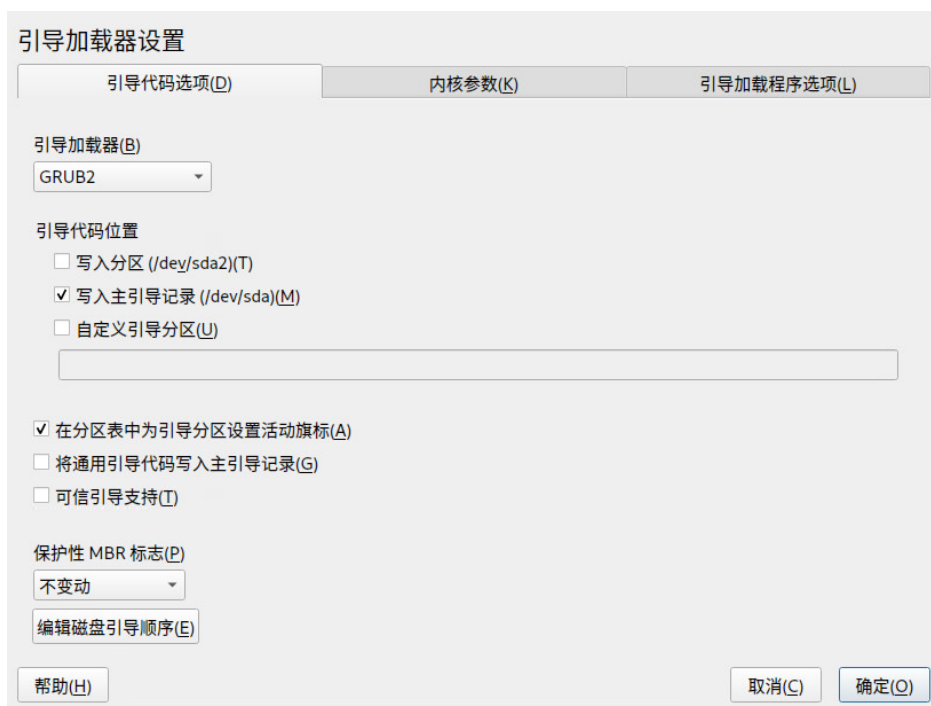 引导加载器设置
引导代码选项(D) 内核参数(K) 引导加载程序选项(L)
引导加载器(B)
GRUB2
引导代码位置
写入分区 (/dev/sda2)(T)
写入主引导记录 (/dev/sda)(M)
自定义引导分区(U)
在分区表中为引导分区设置活动旗标(A)
将通用引导代码写入主引导记录(G)
可信引导支持(T)
保护性 MBR 标志(P)
不变动
编辑磁盘引导顺序(E)
帮助(H) 取消(C) 确定(O)